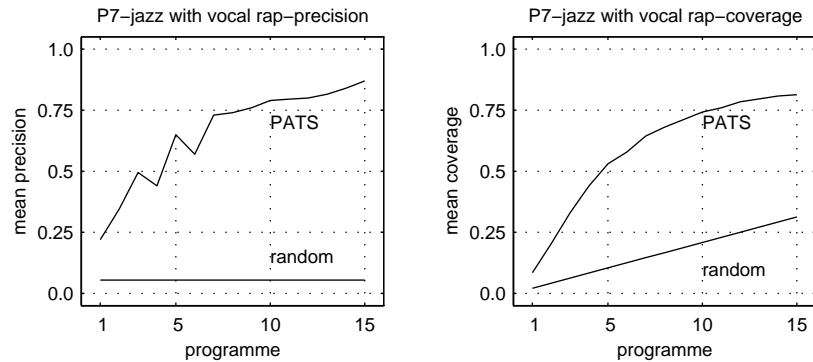 P7−jazz with vocal rap−precision
1.0
0.75
0.5
0.25
0.0
mean precision
PATS
random
1
5
10
15
programme
P7−jazz with vocal rap−coverage
1.0
0.75
0.5
0.25
0.0
mean coverage
PATS
random
1
5
10
15
programme